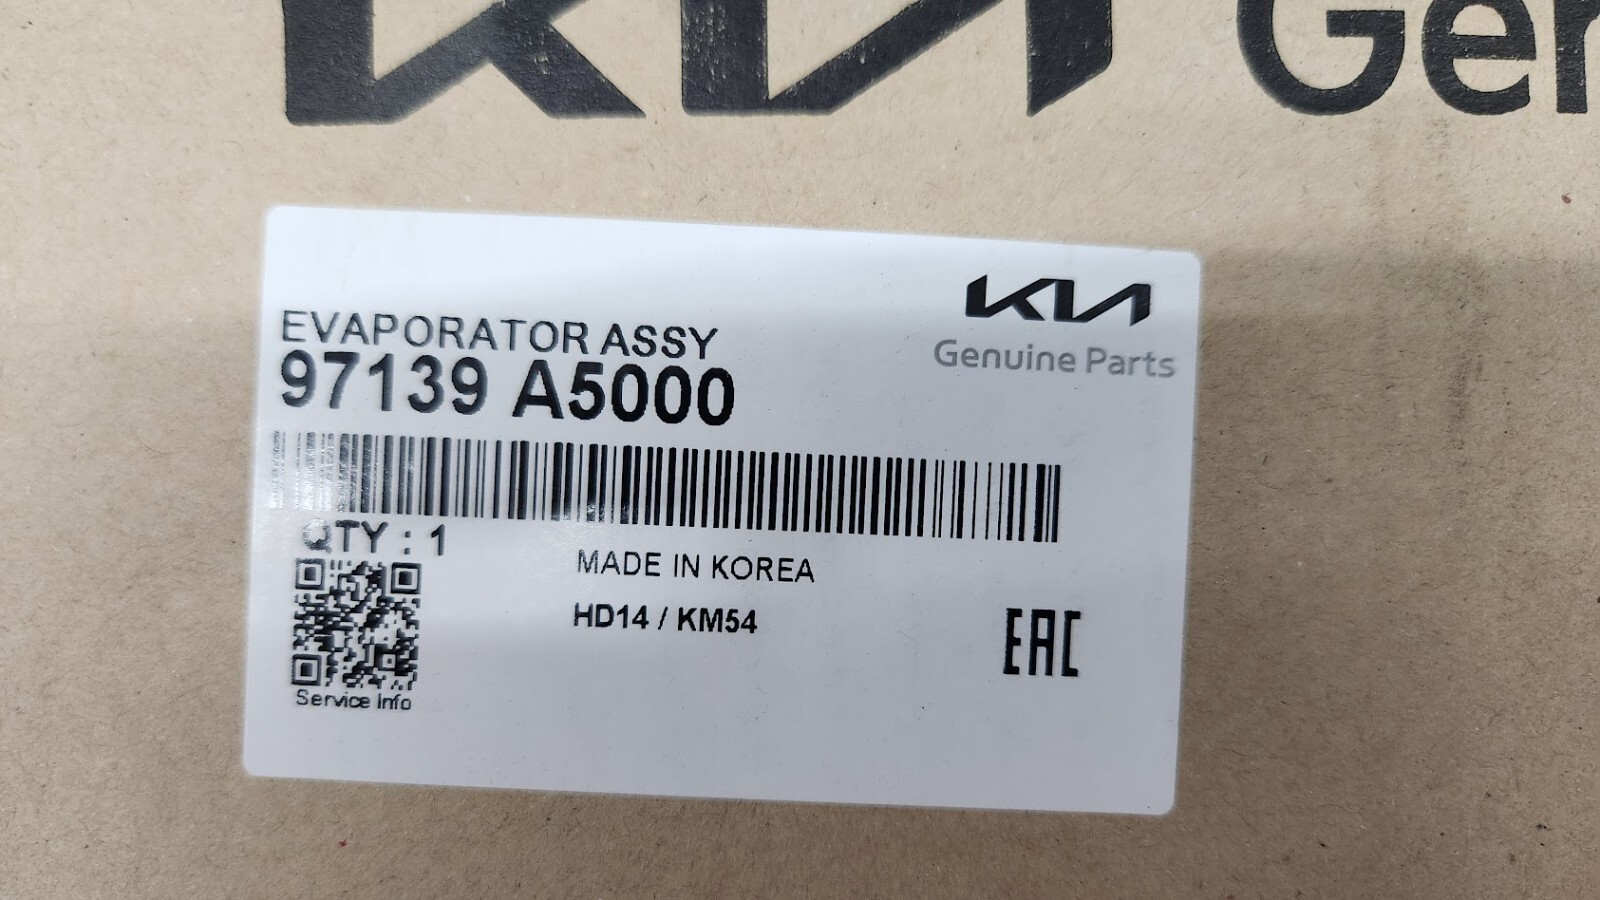 KIA Gen
KIA
Genuine Parts
EVAPORATOR ASSY
97139 A5000
QTY : 1
MADE IN KOREA
HD14 / KM54
EAC
Service Info